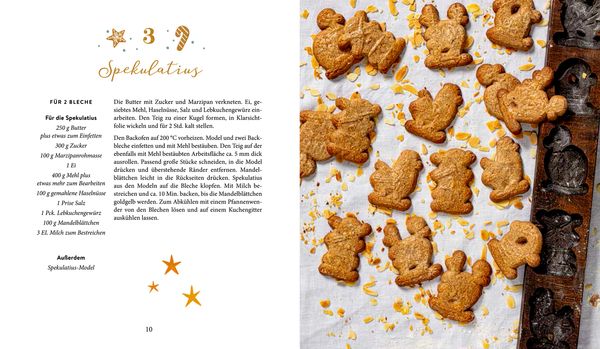 3
Spekulatius
FÜR 2 BLECHE
Für die Spekulatius
250 g Butter
plus etwas zum Einfetten
300 g Zucker
100 g Marzipanrohmasse
1 Ei
400 g Mehl plus
etwas mehr zum Bearbeiten
100 g gemahlene Haselnüsse
1 Prise Salz
1 Pck. Lebkuchengewürz
100 g Mandelblättchen
3 EL Milch zum Bestreichen
Außerdem
Spekulatius-Model
Die Butter mit Zucker und Marzipan verkneten. Ei, ge-
siebtes Mehl, Haselnüsse, Salz und Lebkuchengewürz ein-
arbeiten. Den Teig zu einer Kugel formen, in Klarsicht-
folie wickeln und für 2 Std. kalt stellen.
Den Backofen auf 200 °C vorheizen. Model und zwei Back-
bleche einfetten und mit Mehl bestäuben. Den Teig auf der
ebenfalls mit Mehl bestäubten Arbeitsfläche ca. 5 mm dick
ausrollen. Passend große Stücke schneiden, in die Model
drücken und überstehende Ränder entfernen. Mandel-
blättchen leicht in die Rückseiten drücken. Spekulatius
aus den Modeln auf die Bleche klopfen. Mit Milch be-
streichen und ca. 10 Min. backen, bis die Mandelblättchen
goldgelb werden. Zum Abkühlen mit einem Pfannenwen-
der von den Blechen lösen und auf einem Kuchengitter
auskühlen lassen.
10